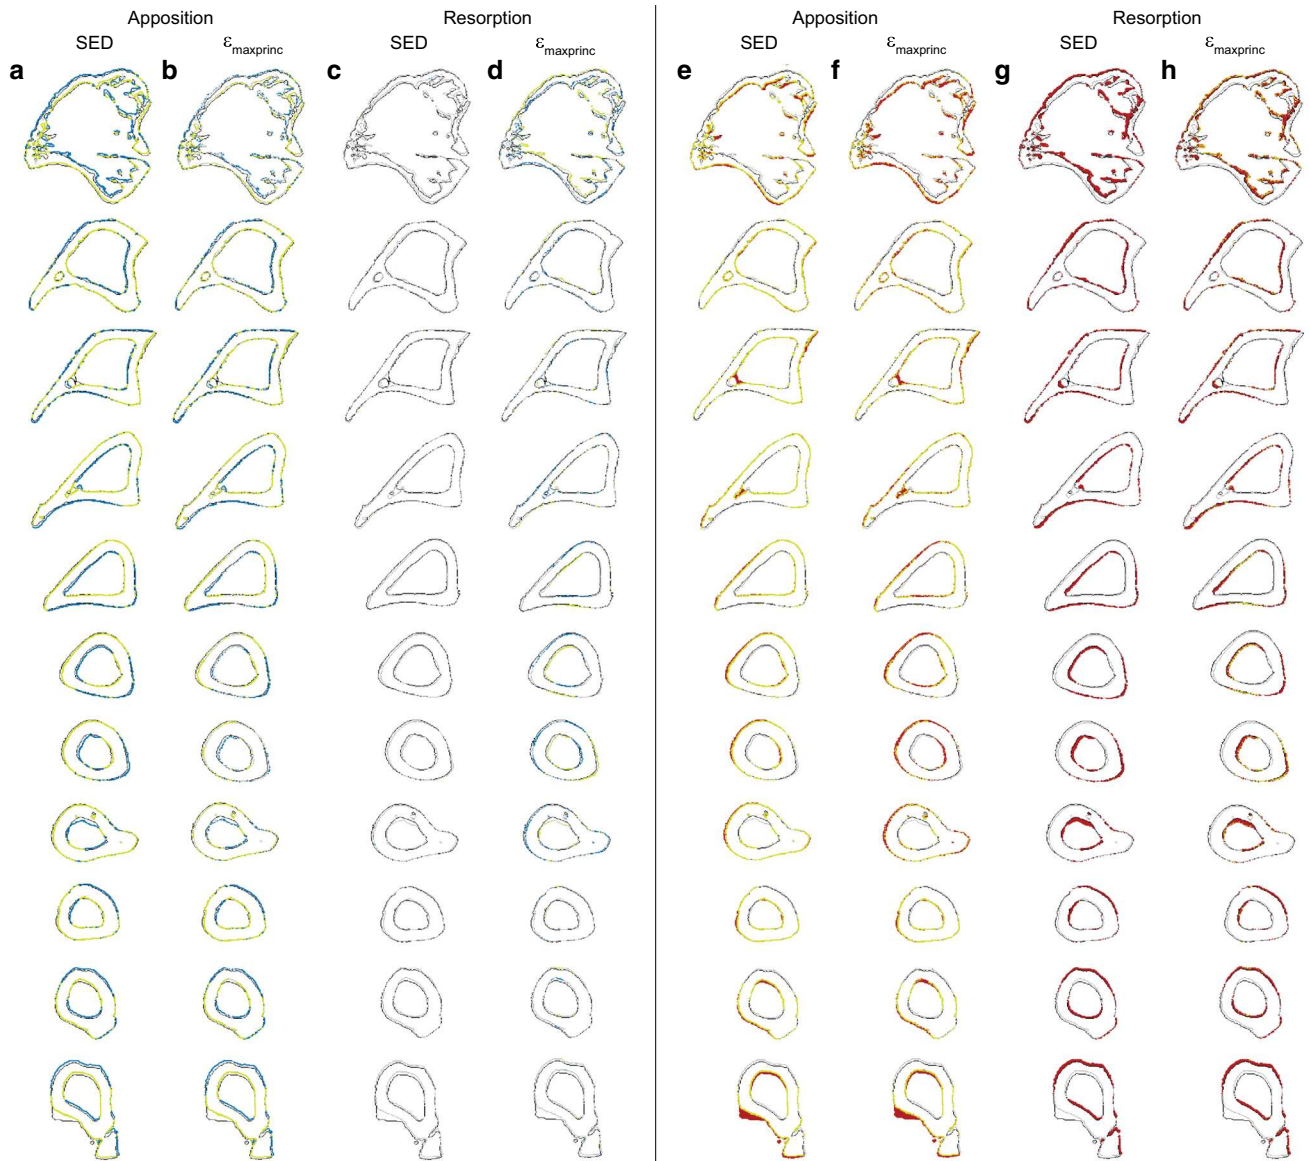 Apposition Resorption Apposition Resorption
SED εmaxprinc SED εmaxprinc SED εmaxprinc SED εmaxprinc
a b c d e f g h